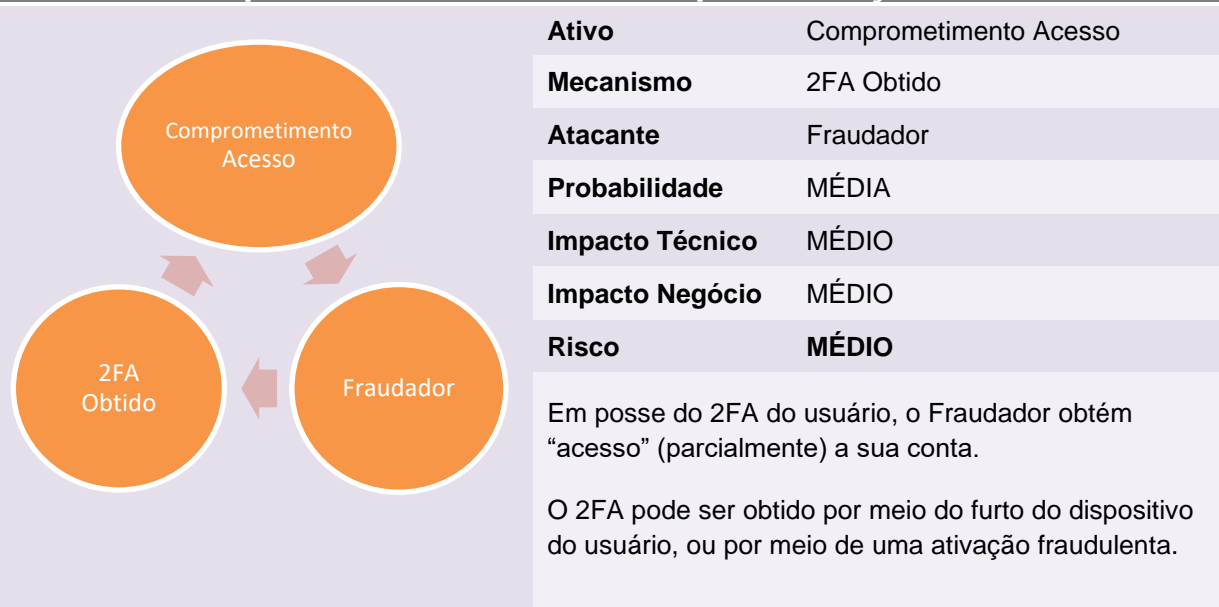 Comprometimento
Acesso
2FA
Obtido
Fraudador
Ativo Comprometimento Acesso
Mecanismo 2FA Obtido
Atacante Fraudador
Probabilidade MÉDIA
Impacto Técnico MÉDIO
Impacto Negócio MÉDIO
Risco MÉDIO
Em posse do 2FA do usuário, o Fraudador obtém
“acesso” (parcialmente) a sua conta.
O 2FA pode ser obtido por meio do furto do dispositivo
do usuário, ou por meio de uma ativação fraudulenta.